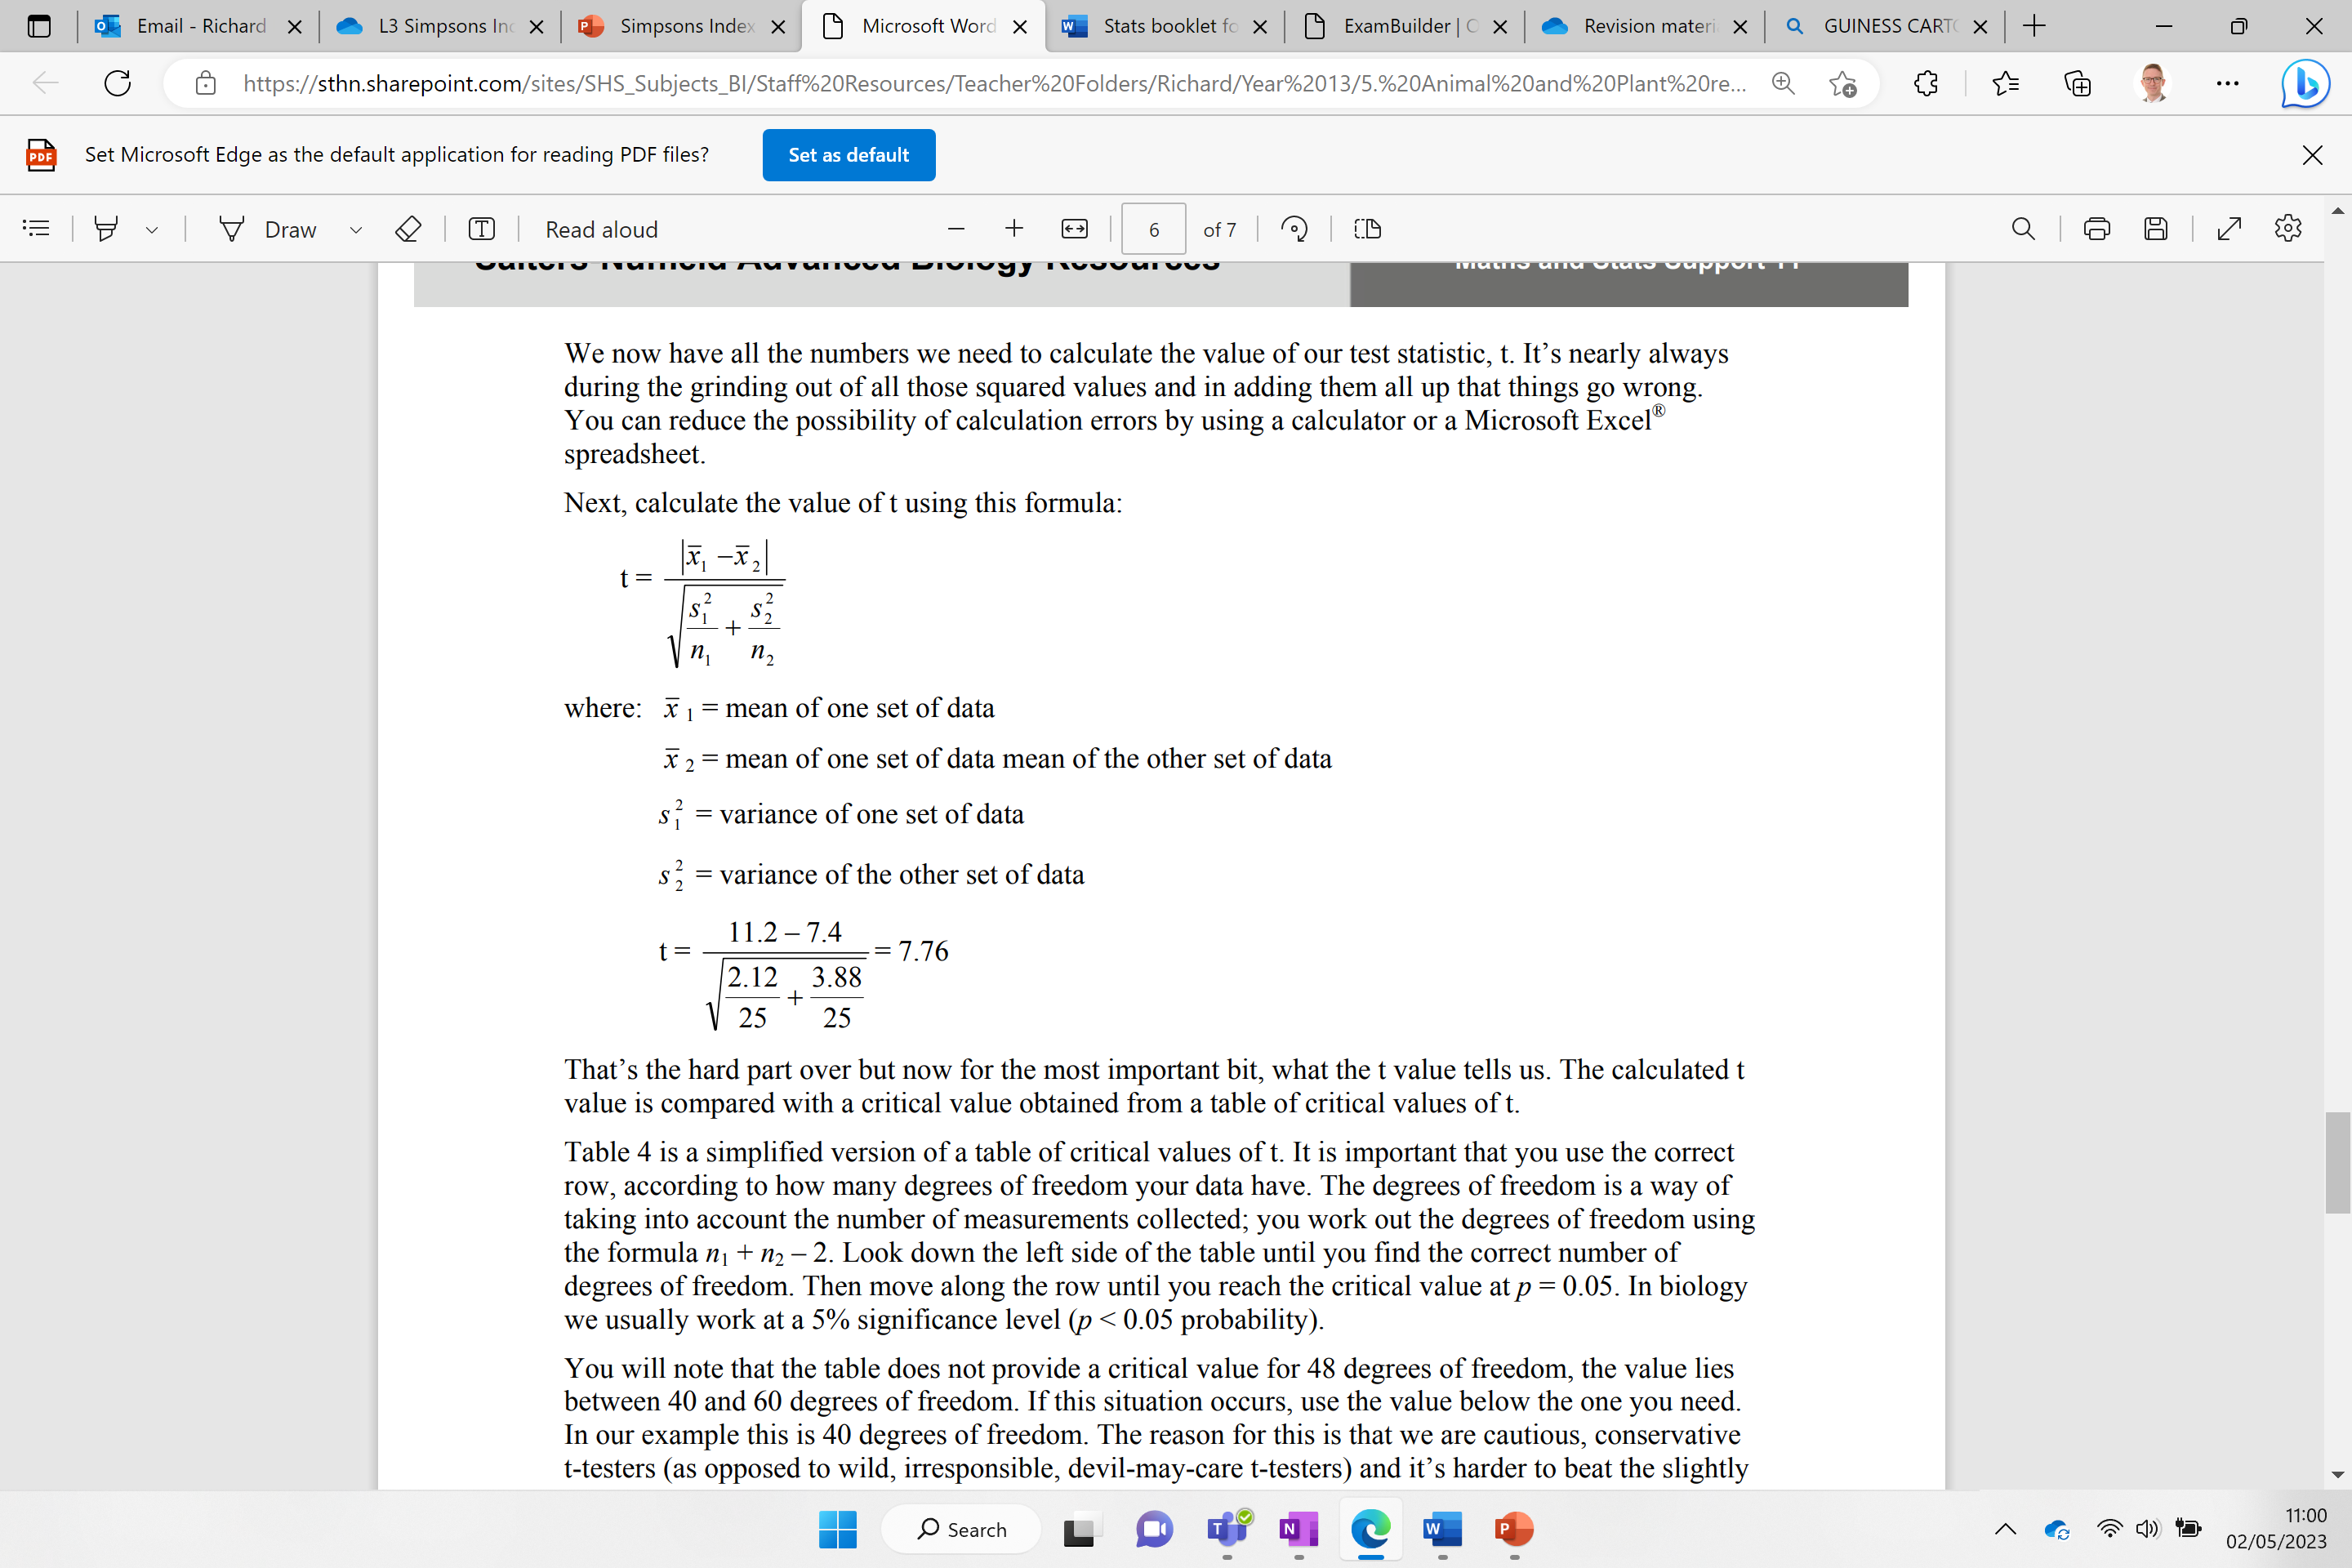 Email - Richard
L3 Simpsons Inc
Simpsons Index
Microsoft Word
Stats booklet fo
ExamBuilder | O
Revision materi
GUINESS CARTO
https://sthn.sharepoint.com/sites/SHS_Subjects_BI/Staff%20Resources/Teacher%20Folders/Richard/Year%2013/5.%20Animal%20and%20Plant%20re...
PDF
Set Microsoft Edge as the default application for reading PDF files?
Set as default
Draw
T
Read aloud
6
of 7
Salters-Nuffield Advanced Biology Resources
Maths and Stats Support 11
We now have all the numbers we need to calculate the value of our test statistic, t. It’s nearly always
during the grinding out of all those squared values and in adding them all up that things go wrong.
You can reduce the possibility of calculation errors by using a calculator or a Microsoft Excel®
spreadsheet.
Next, calculate the value of t using this formula:
t = |x̄₁ – x̄₂| / √(s₁²/n₁ + s₂²/n₂)
where: x̄ ₁ = mean of one set of data
x̄ ₂ = mean of one set of data mean of the other set of data
s₁² = variance of one set of data
s₂² = variance of the other set of data
t = 11.2 – 7.4 / √(2.12/25 + 3.88/25) = 7.76
That’s the hard part over but now for the most important bit, what the t value tells us. The calculated t
value is compared with a critical value obtained from a table of critical values of t.
Table 4 is a simplified version of a table of critical values of t. It is important that you use the correct
row, according to how many degrees of freedom your data have. The degrees of freedom is a way of
taking into account the number of measurements collected; you work out the degrees of freedom using
the formula n₁ + n₂ – 2. Look down the left side of the table until you find the correct number of
degrees of freedom. Then move along the row until you reach the critical value at p = 0.05. In biology
we usually work at a 5% significance level (p < 0.05 probability).
You will note that the table does not provide a critical value for 48 degrees of freedom, the value lies
between 40 and 60 degrees of freedom. If this situation occurs, use the value below the one you need.
In our example this is 40 degrees of freedom. The reason for this is that we are cautious, conservative
t-testers (as opposed to wild, irresponsible, devil-may-care t-testers) and it’s harder to beat the slightly
Search
11:00
02/05/2023